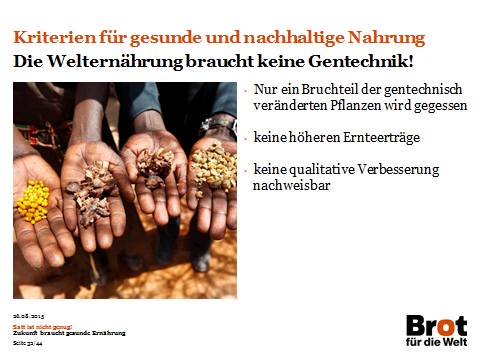 Kriterien für gesunde und nachhaltige Nahrung
Die Welternährung braucht keine Gentechnik!
· Nur ein Bruchteil der gentechnisch
veränderten Pflanzen wird gegessen
· keine höheren Ernteerträge
· keine qualitative Verbesserung
nachweisbar
26.08.2015
Satt ist nicht genug!
Zukunft braucht gesunde Ernährung
Seite 32/44
Brot
für die Welt